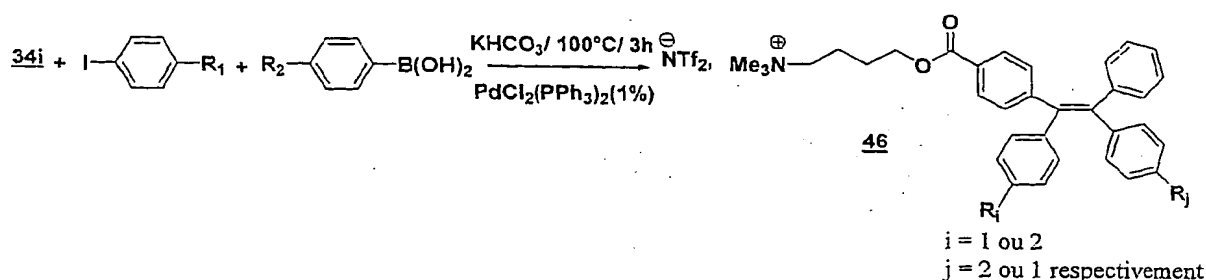 34i + I R1 + R2 B(OH)2
KHCO3/ 100°C/ 3h
PdCl2(PPh3)2(1%)
⊖
NTf2,
⊕
Me3N
O
O
46
Ri
Rj
i = 1 ou 2
j = 2 ou 1 respectivement